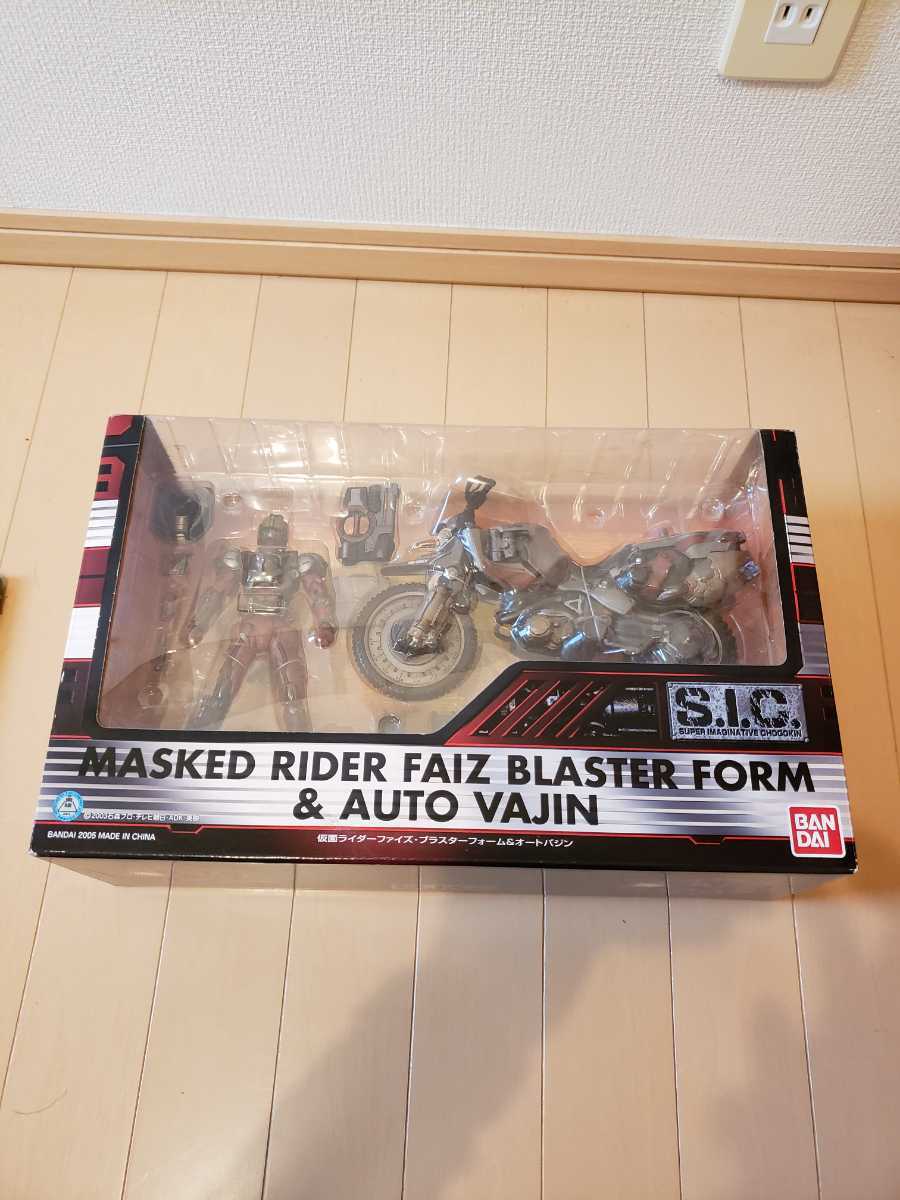 S.I.C.
SUPER IMAGINATIVE CHOGOKIN
MASKED RIDER FAIZ BLASTER FORM
& AUTO VAJIN
BANDAI 2005 MADE IN CHINA
仮面ライダーファイズ・ブラスターフォーム&オートバジン
BAN
DAI